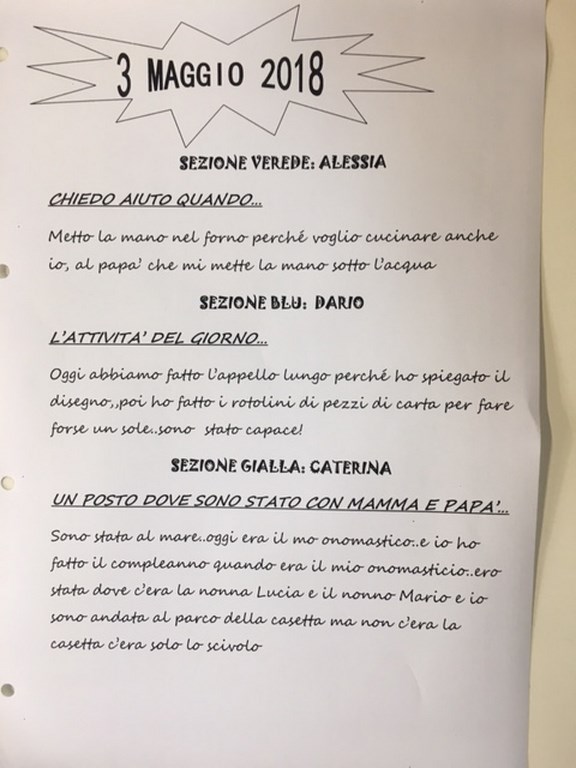 3 MAGGIO 2018
SEZIONE VEREDE: ALESSIA
CHIEDO AIUTO QUANDO...
Metto la mano nel forno perché voglio cucinare anche
io, al papa' che mi mette la mano sotto l'acqua
SEZIONE BLU: DARIO
L'ATTIVITA' DEL GIORNO...
Oggi abbiamo fatto l'appello lungo perché ho spiegato il
disegno,,poi ho fatto i rotolini di pezzi di carta per fare
forse un sole..sono stato capace!
SEZIONE GIALLA: CATERINA
UN POSTO DOVE SONO STATO CON MAMMA E PAPA'...
Sono stata al mare..oggi era il mo onomastico..e io ho
fatto il compleanno quando era il mio onomasticio..ero
stata dove c'era la nonna Lucia e il nonno Mario e io
sono andata al parco della casetta ma non c'era la
casetta c'era solo lo scivolo